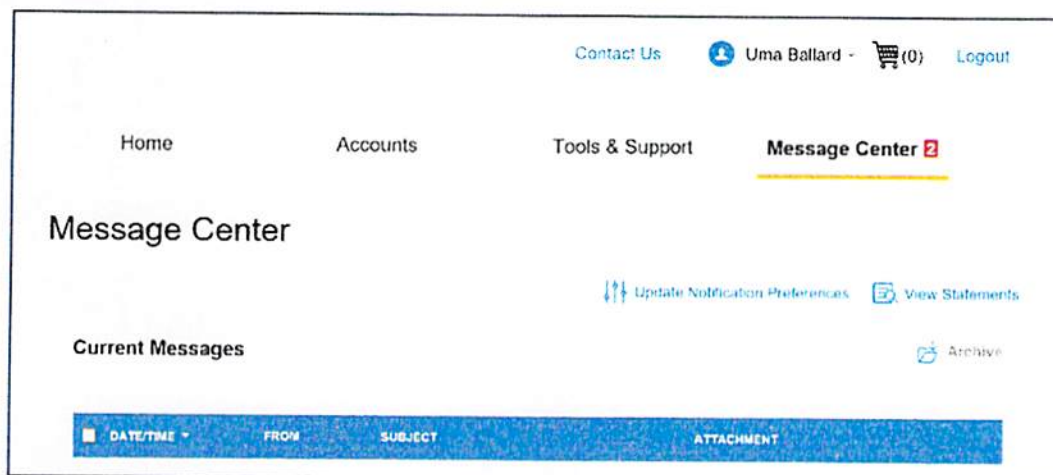 Contact Us Uma Ballard (0) Logout
Home Accounts Tools & Support Message Center 2
Message Center
Update Notification Preferences View Statements
Current Messages Archive
DATE/TIME FROM SUBJECT ATTACHMENT